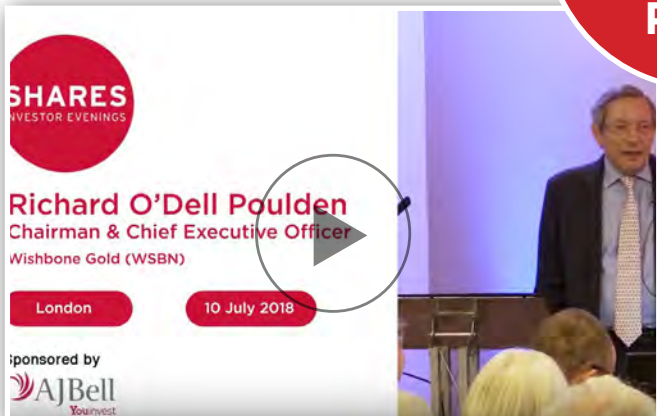 SHARES
INVESTOR EVENINGS
Richard O'Dell Poulden
Chairman & Chief Executive Officer
Wishbone Gold (WSBN)
London
10 July 2018
Sponsored by
AJBell
Youinvest